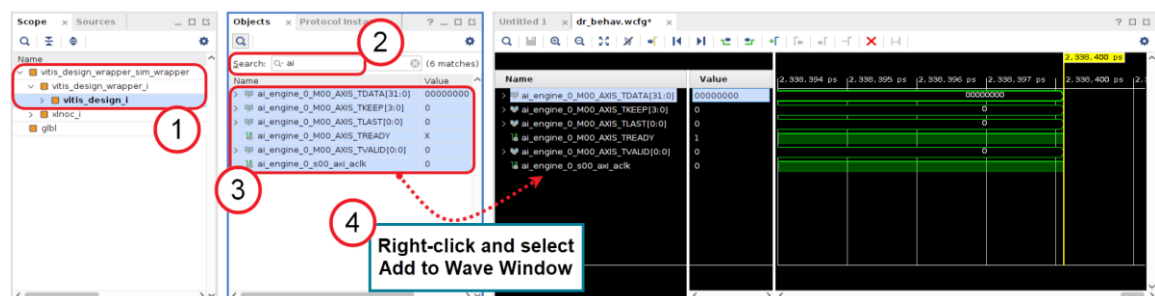 Scope × Sources
Name
vitis_design_wrapper_sim_wrapper
vitis_design_wrapper_i
vitis_design_i
xlnoc_i
glbl
1
Objects × Protocol Insta
2
Search: ai (6 matches)
Name Value
ai_engine_0_M00_AXIS_TDATA[31:0] 00000000
ai_engine_0_M00_AXIS_TKEEP[3:0] 0
ai_engine_0_M00_AXIS_TLAST[0:0] 0
ai_engine_0_M00_AXIS_TREADY X
ai_engine_0_M00_AXIS_TVALID[0:0] 0
ai_engine_0_s00_axi_aclk 0
3
4
Right-click and select
Add to Wave Window
Untitled 1 × dr_behav.wcfg* ×
2,338,400 ps
Name Value 2,338,394 ps 2,338,395 ps 2,338,396 ps 2,338,397 ps 2,338,400 ps
ai_engine_0_M00_AXIS_TDATA[31:0] 00000000 00000000
ai_engine_0_M00_AXIS_TKEEP[3:0] 0 0
ai_engine_0_M00_AXIS_TLAST[0:0] 0 0
ai_engine_0_M00_AXIS_TREADY 1
ai_engine_0_M00_AXIS_TVALID[0:0] 0 0
ai_engine_0_s00_axi_aclk 0